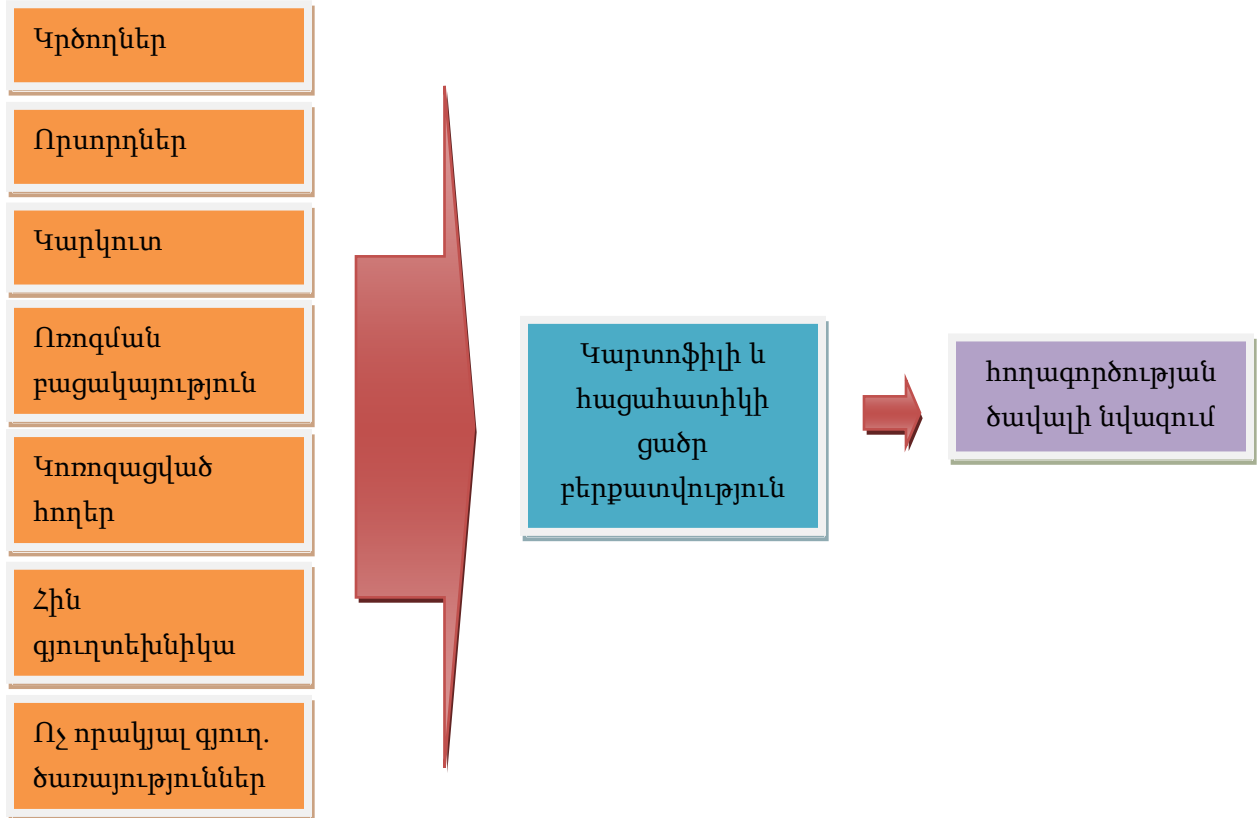 Կրծողներ
Որսորդներ
Կարկուտ
Ոռոգման
բացակայություն
Կոռոզացված
հողեր
Հին
գյուղտեխնիկա
Ոչ որակյալ գյուղ.
ծառայություններ
Կարտոֆիլի և
հացահատիկի
ցածր
բերքատվություն
հողագործության
ծավալի նվազում